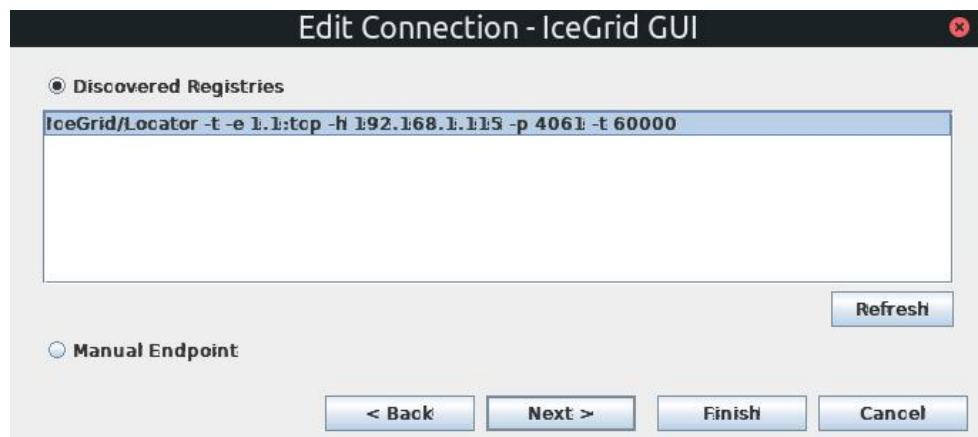 Edit Connection - IceGrid GUI
Discovered Registries
IceGrid/Locator -t -e 1.1:tcp -h 192.168.1.115 -p 4061 -t 60000
Refresh
Manual Endpoint
< Back Next > Finish Cancel